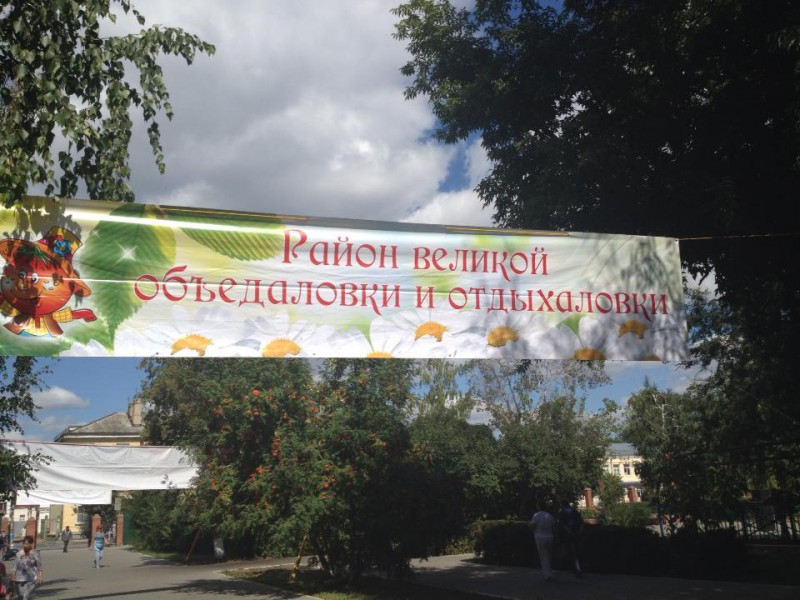 Район великой
объедаловки и отдыхаловки